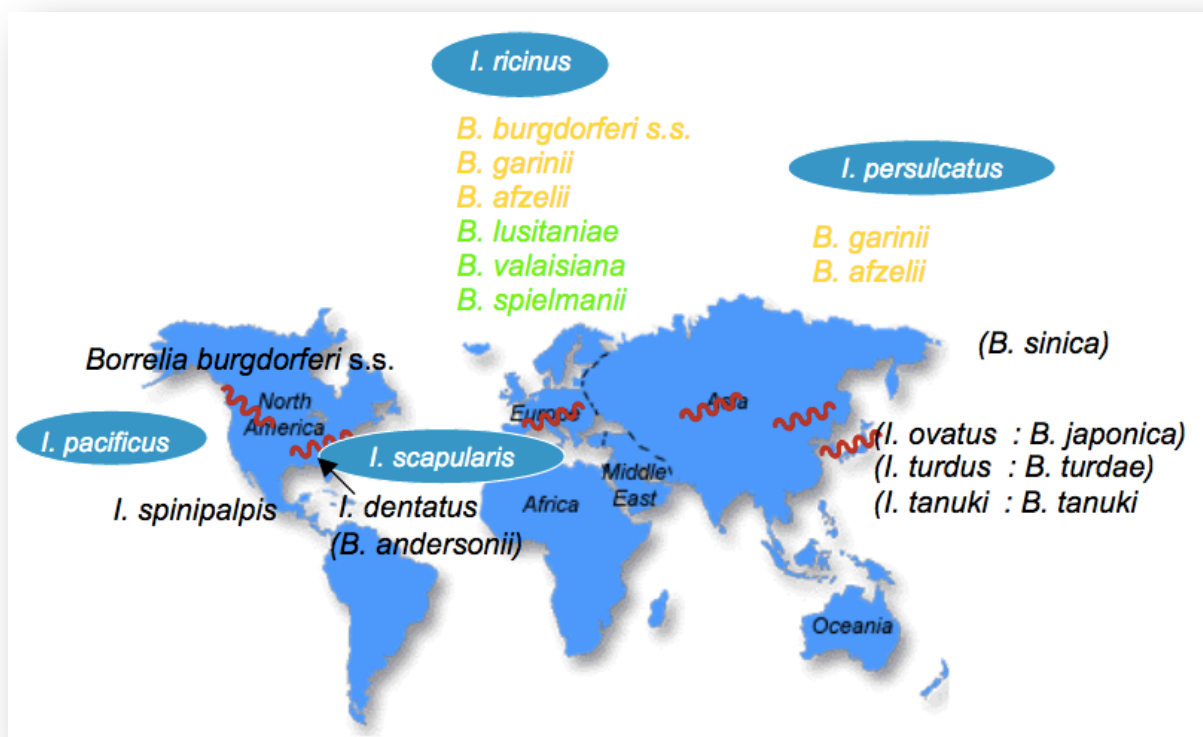 I. ricinus
B. burgdorferi s.s.
B. garinii
B. afzelii
B. lusitaniae
B. valaisiana
B. spielmanii
I. persulcatus
B. garinii
B. afzelii
(B. sinica)
Borrelia burgdorferi s.s.
North
America
I. pacificus
I. scapularis
I. spinipalpis
I. dentatus
(B. andersonii)
Europe
Asia
Middle
East
Africa
(I. ovatus : B. japonica)
(I. turdus : B. turdae)
(I. tanuki : B. tanuki
Oceania